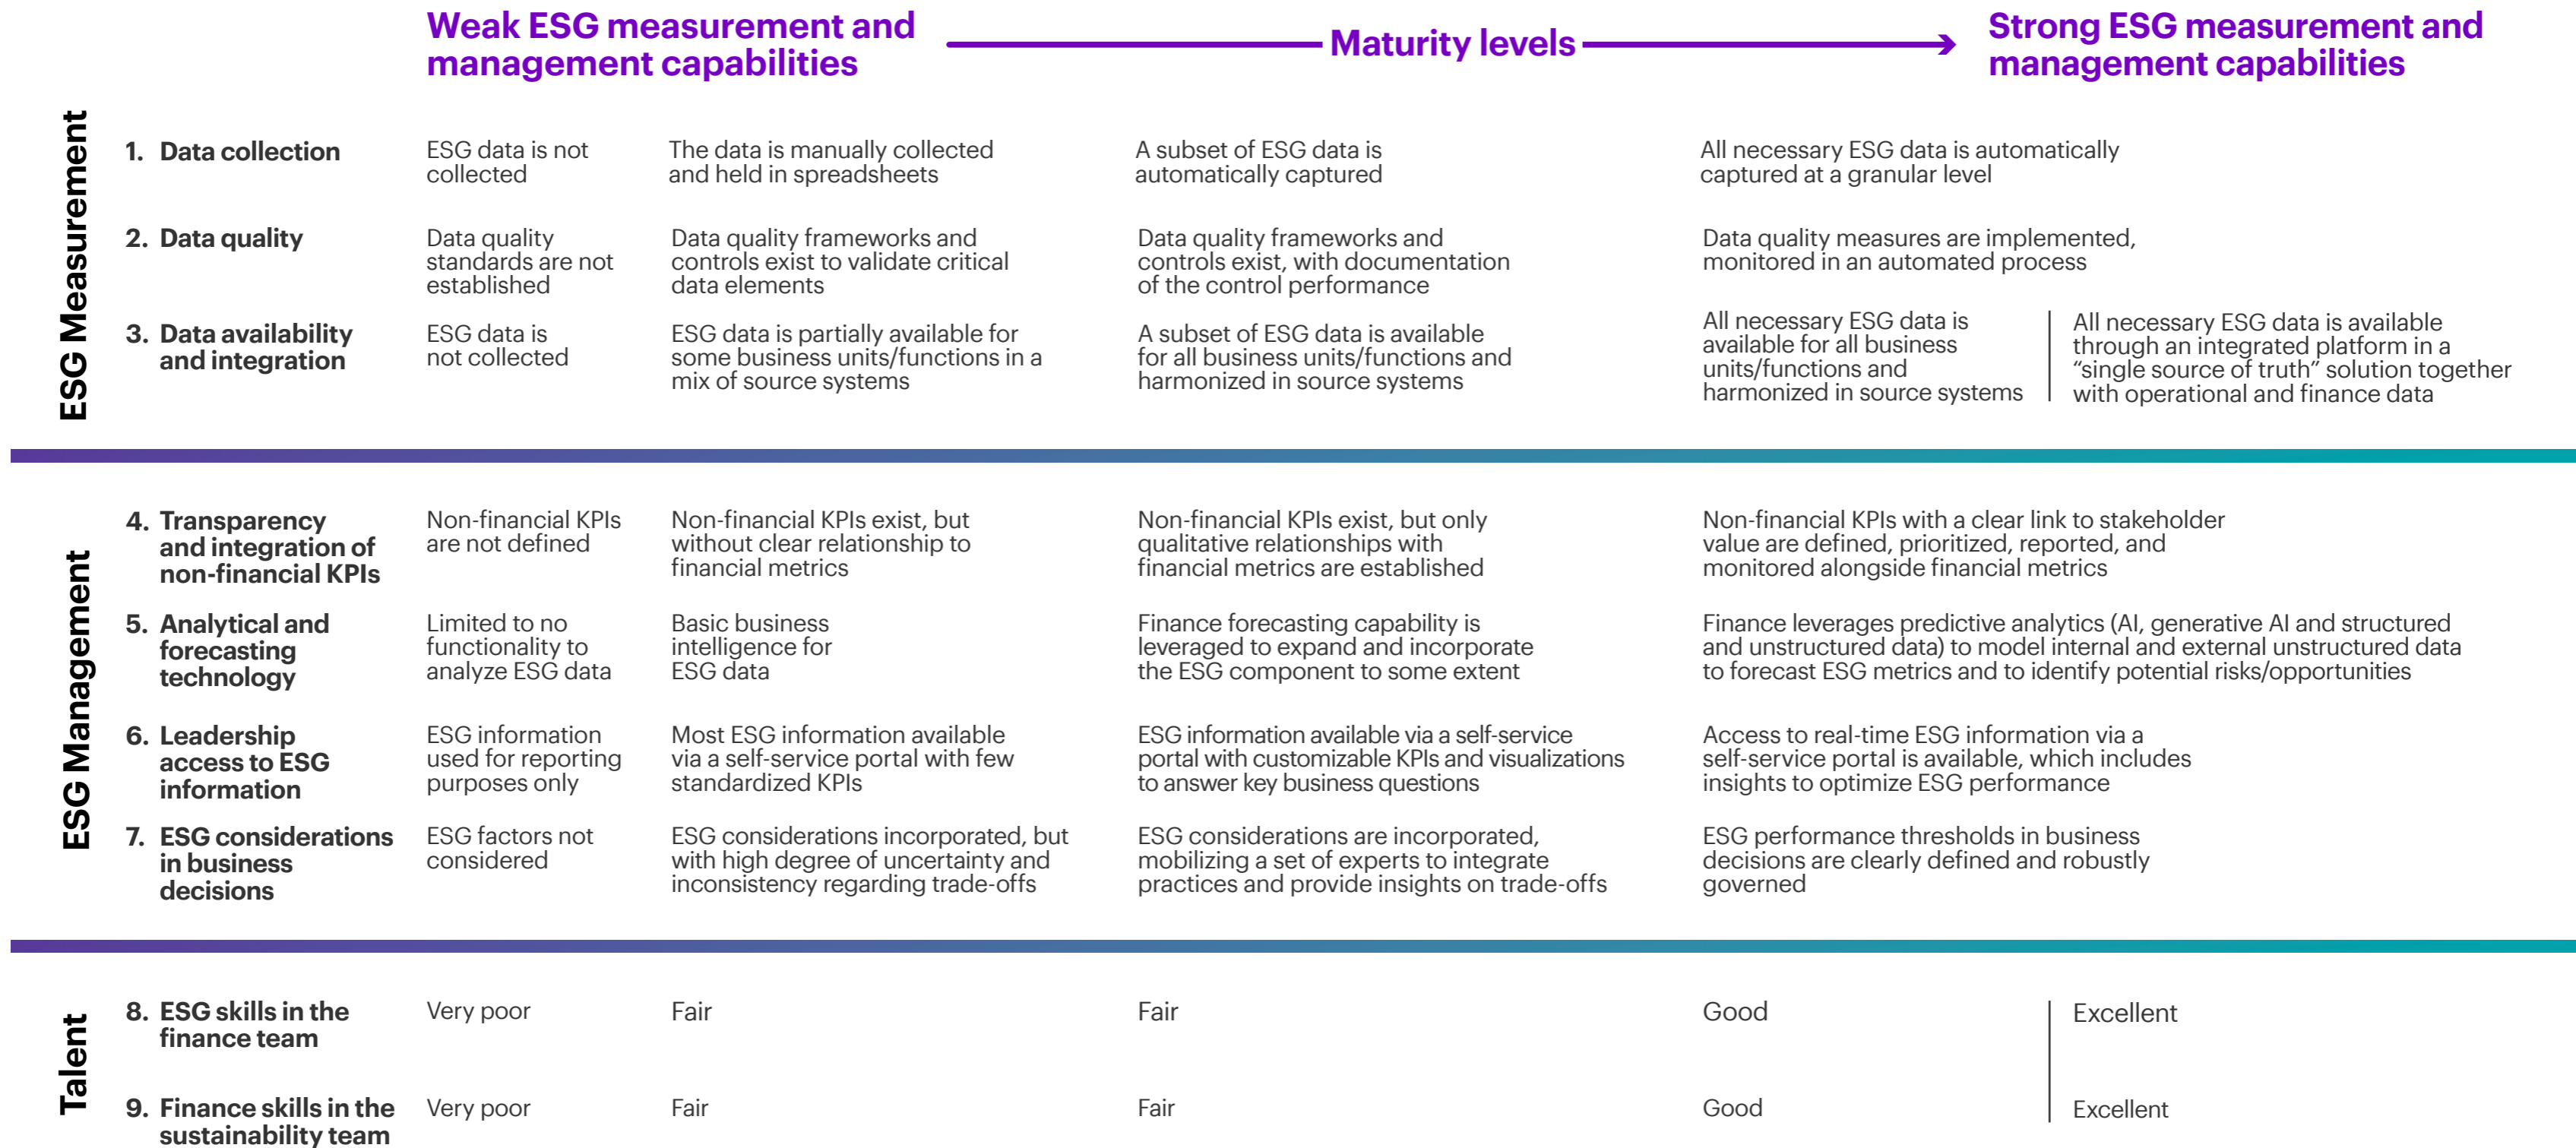 Weak ESG measurement and
management capabilities
Maturity levels
Strong ESG measurement and
management capabilities
ESG Measurement
1. Data collection
ESG data is not
collected
The data is manually collected
and held in spreadsheets
A subset of ESG data is
automatically captured
All necessary ESG data is automatically
captured at a granular level
2. Data quality
Data quality
standards are not
established
Data quality frameworks and
controls exist to validate critical
data elements
Data quality frameworks and
controls exist, with documentation
of the control performance
Data quality measures are implemented,
monitored in an automated process
3. Data availability
and integration
ESG data is
not collected
ESG data is partially available for
some business units/functions in a
mix of source systems
A subset of ESG data is available
for all business units/functions and
harmonized in source systems
All necessary ESG data is
available for all business
units/functions and
harmonized in source systems
All necessary ESG data is available
through an integrated platform in a
“single source of truth” solution together
with operational and finance data
ESG Management
4. Transparency
and integration of
non-financial KPIs
Non-financial KPIs
are not defined
Non-financial KPIs exist, but
without clear relationship to
financial metrics
Non-financial KPIs exist, but only
qualitative relationships with
financial metrics are established
Non-financial KPIs with a clear link to stakeholder
value are defined, prioritized, reported, and
monitored alongside financial metrics
5. Analytical and
forecasting
technology
Limited to no
functionality to
analyze ESG data
Basic business
intelligence for
ESG data
Finance forecasting capability is
leveraged to expand and incorporate
the ESG component to some extent
Finance leverages predictive analytics (AI, generative AI and structured
and unstructured data) to model internal and external unstructured data
to forecast ESG metrics and to identify potential risks/opportunities
6. Leadership
access to ESG
information
ESG information
used for reporting
purposes only
Most ESG information available
via a self-service portal with few
standardized KPIs
ESG information available via a self-service
portal with customizable KPIs and visualizations
to answer key business questions
Access to real-time ESG information via a
self-service portal is available, which includes
insights to optimize ESG performance
7. ESG considerations
in business
decisions
ESG factors not
considered
ESG considerations incorporated, but
with high degree of uncertainty and
inconsistency regarding trade-offs
ESG considerations are incorporated,
mobilizing a set of experts to integrate
practices and provide insights on trade-offs
ESG performance thresholds in business
decisions are clearly defined and robustly
governed
Talent
8. ESG skills in the
finance team
Very poor
Fair
Fair
Good
Excellent
9. Finance skills in the
sustainability team
Very poor
Fair
Fair
Good
Excellent